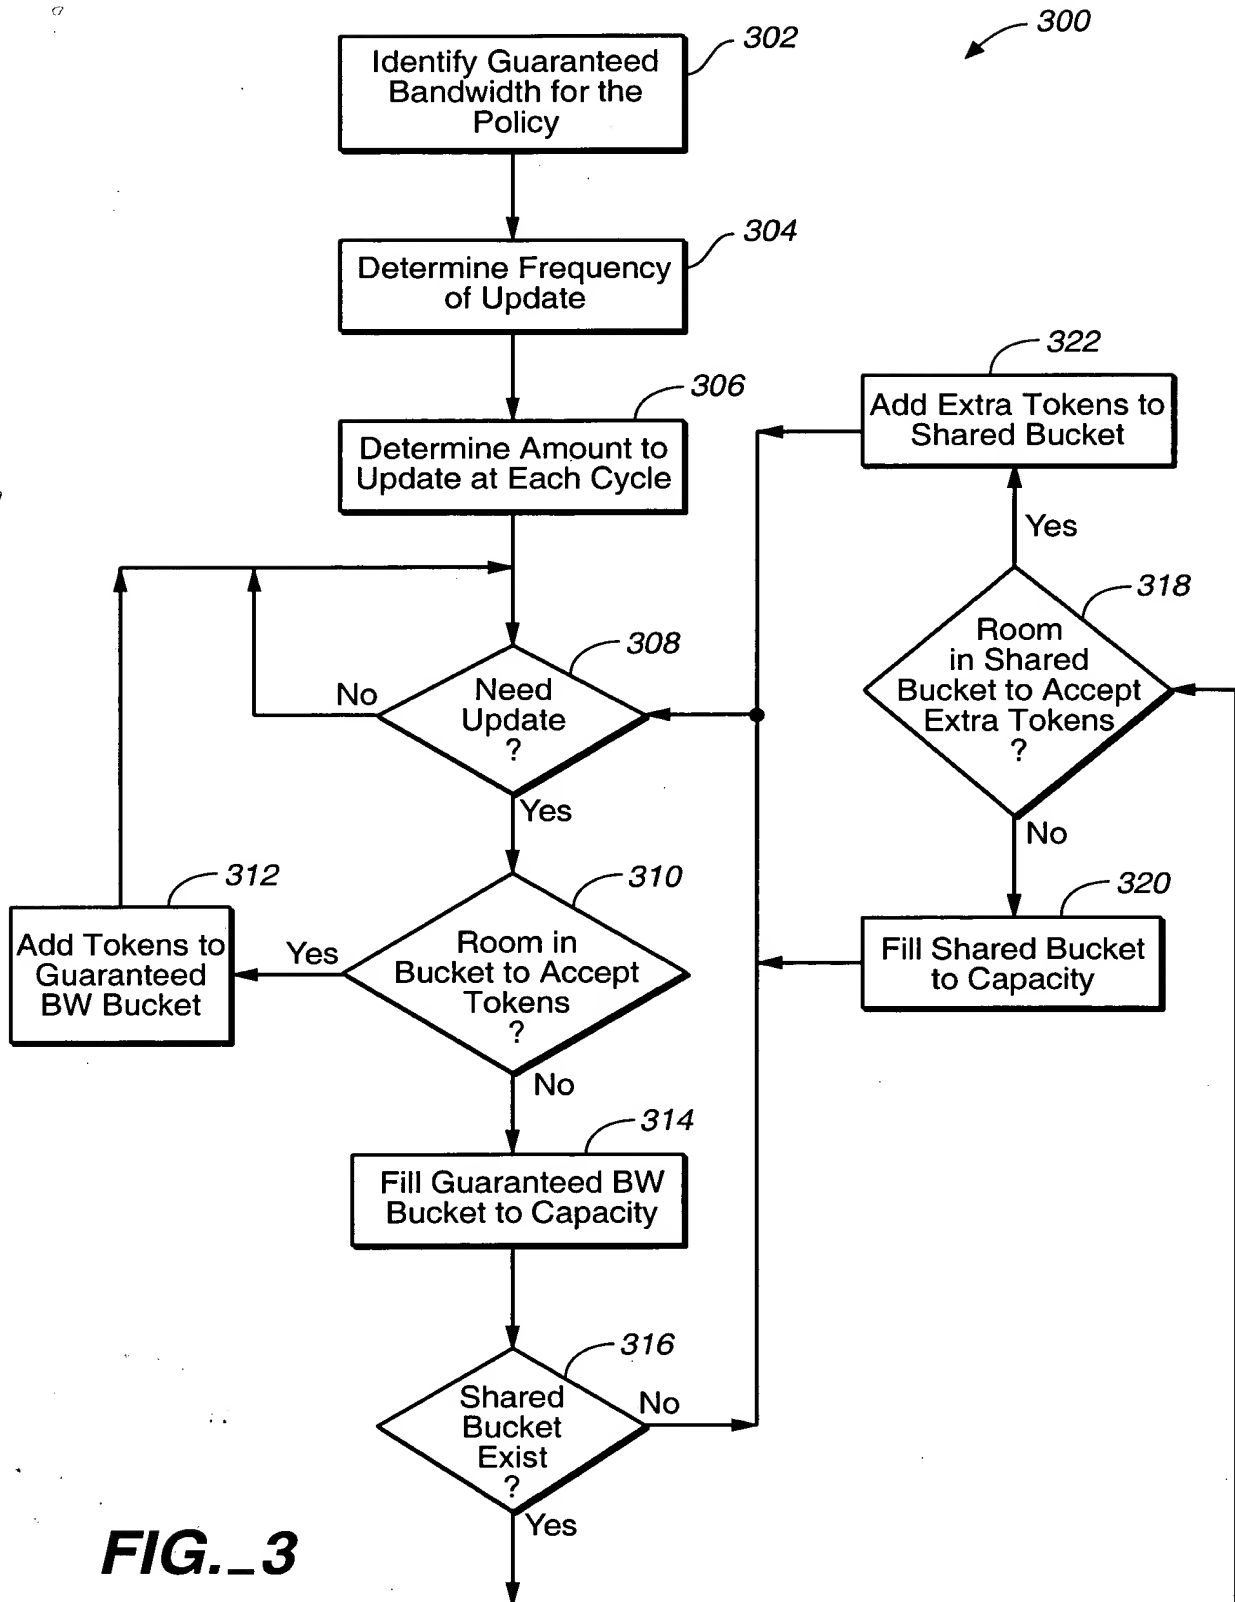 300
302
Identify Guaranteed
Bandwidth for the
Policy
304
Determine Frequency
of Update
306
Determine Amount to
Update at Each Cycle
308
Need
Update
?
No
Yes
310
Room in
Bucket to Accept
Tokens
?
Yes
No
312
Add Tokens to
Guaranteed
BW Bucket
314
Fill Guaranteed BW
Bucket to Capacity
316
Shared
Bucket
Exist
?
No
Yes
322
Add Extra Tokens to
Shared Bucket
Yes
318
Room
in Shared
Bucket to Accept
Extra Tokens
?
No
320
Fill Shared Bucket
to Capacity
FIG._3